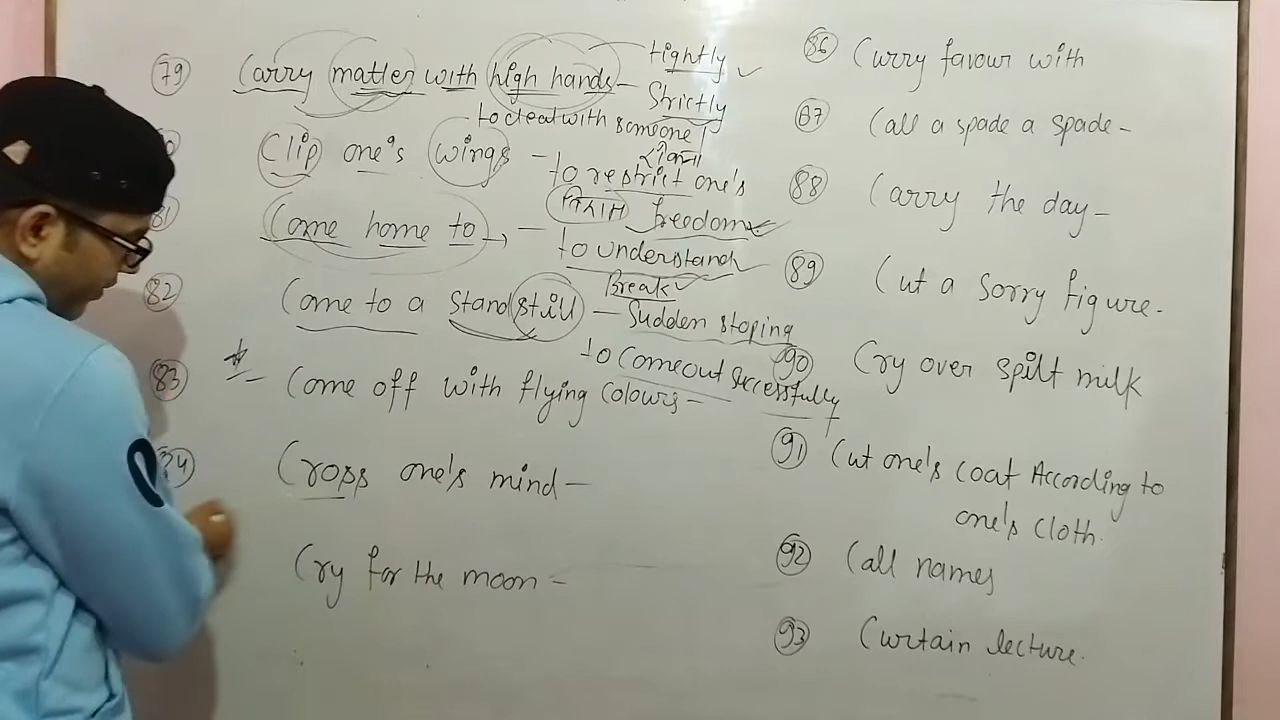 79 Carry matter with high hands – tightly
Strictly
to deal with someone
80 Clip one's wings – to restrict one's
freedom
81 Come home to – to understand
82 Come to a standstill – Sudden stoping
Break
83 Come off with flying colours – to comeout successfully
84 Cross one's mind –
Cry for the moon –
86 Curry favour with
87 Call a spade a spade –
88 Carry the day –
89 Cut a sorry figure.
90 Cry over spilt milk
91 Cut one's coat According to
one's cloth.
92 Call names
93 Curtain lecture.